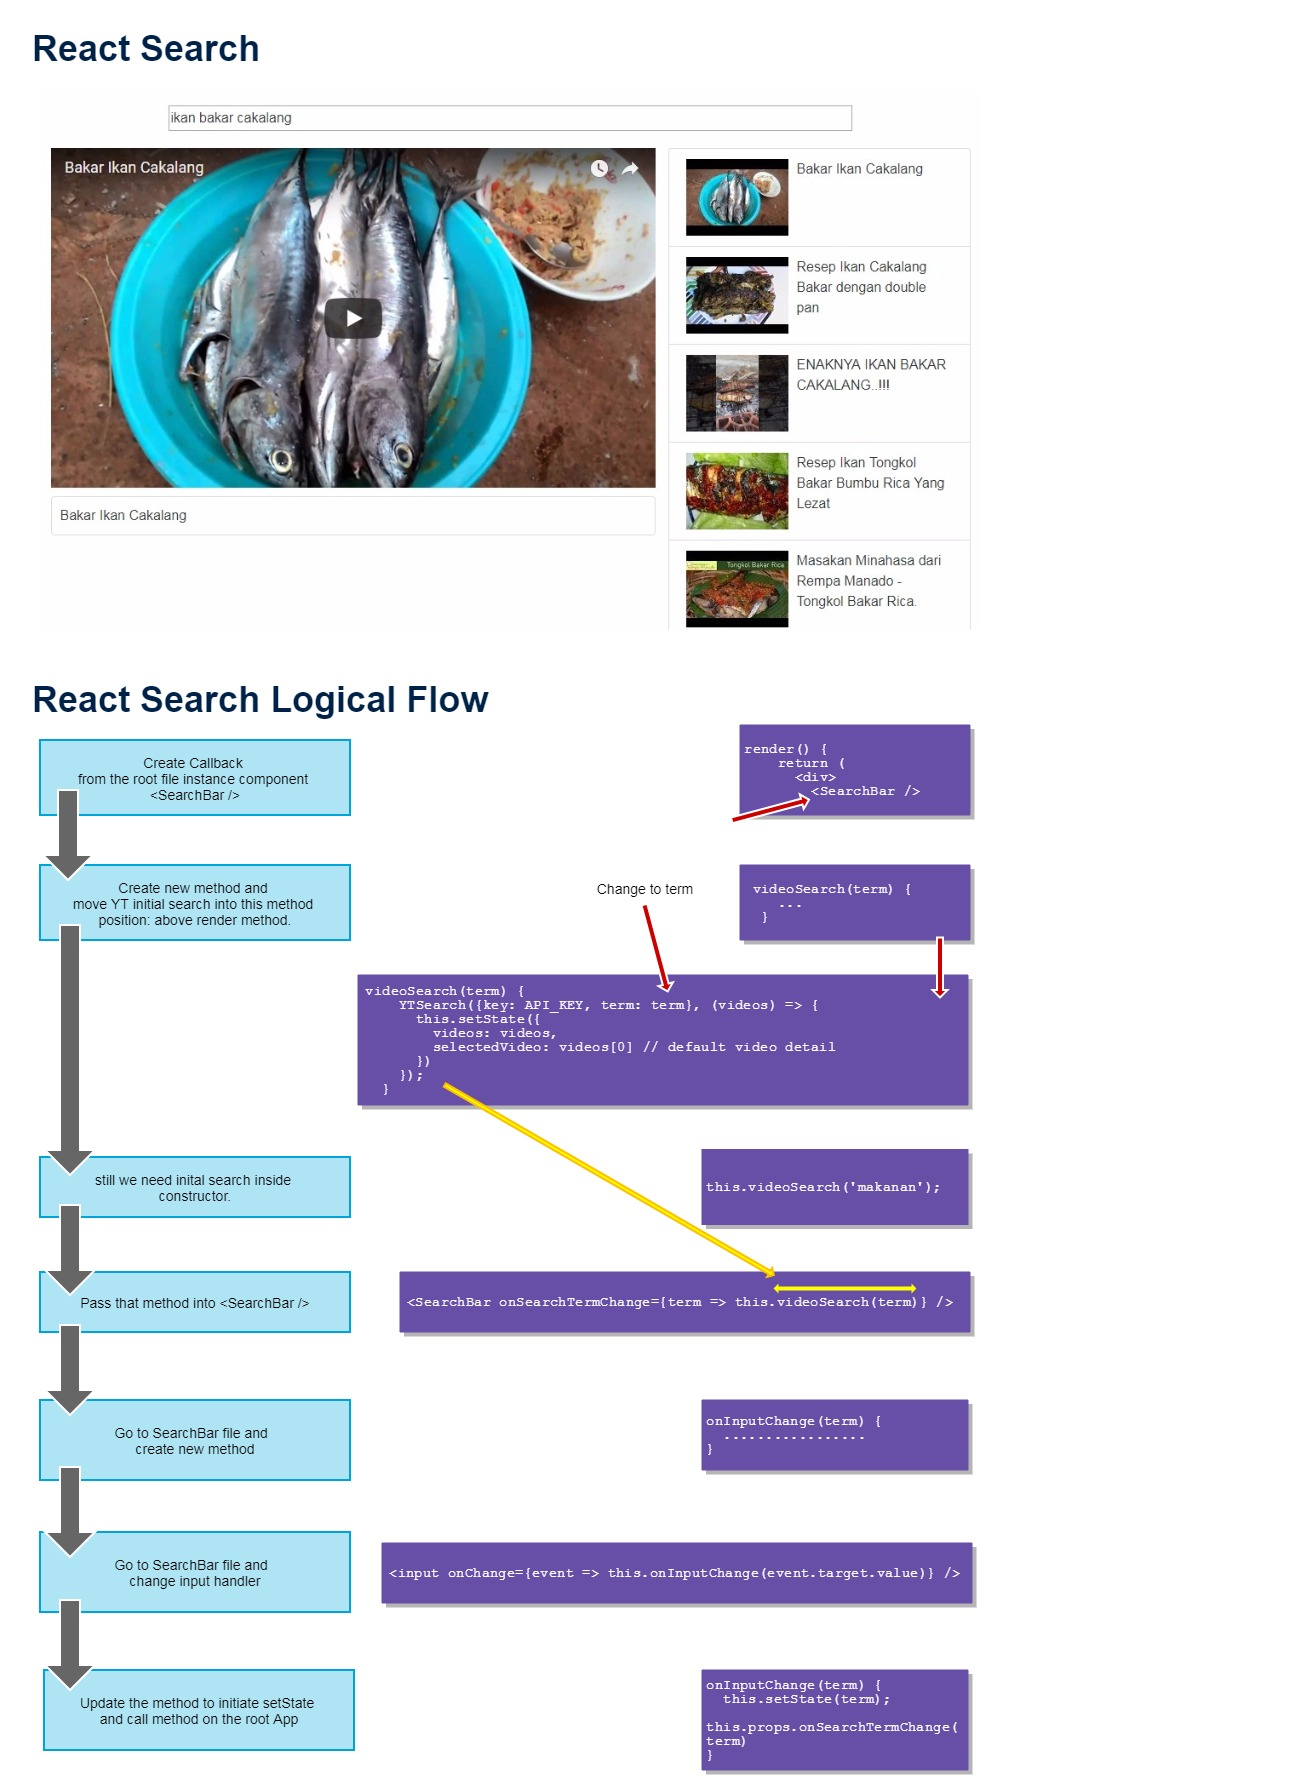 React Search
ikan bakar cakalang
Bakar Ikan Cakalang
Bakar Ikan Cakalang
Bakar Ikan Cakalang
Resep Ikan Cakalang
Bakar dengan double
pan
ENAKNYA IKAN BAKAR
CAKALANG..!!!
Resep Ikan Tongkol
Bakar Bumbu Rica Yang
Lezat
Tongkol Bakar Rica
Masakan Minahasa dari
Rempa Manado -
Tongkol Bakar Rica.
React Search Logical Flow
Create Callback
from the root file instance component
<SearchBar />
render() {
return (
<div>
<SearchBar />
Create new method and
move YT initial search into this method
position: above render method.
Change to term
videoSearch(term) {
...
}
videoSearch(term) {
YTSearch({key: API_KEY, term: term}, (videos) => {
this.setState({
videos: videos,
selectedVideo: videos[0] // default video detail
})
});
}
still we need inital search inside
constructor.
this.videoSearch('makanan');
Pass that method into <SearchBar />
<SearchBar onSearchTermChange={term => this.videoSearch(term)} />
Go to SearchBar file and
create new method
onInputChange(term) {
.................
}
Go to SearchBar file and
change input handler
<input onChange={event => this.onInputChange(event.target.value)} />
Update the method to initiate setState
and call method on the root App
onInputChange(term) {
this.setState(term);
this.props.onSearchTermChange(
term)
}